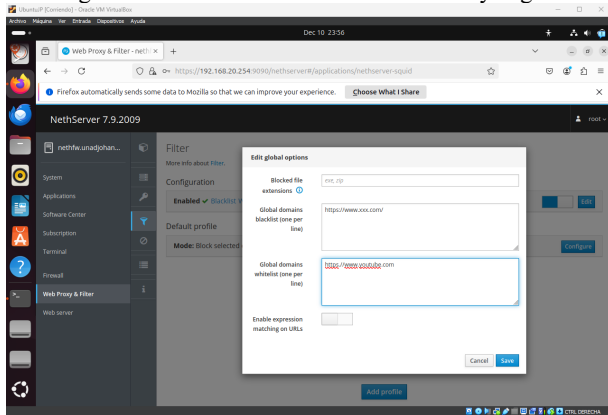 UbuntuJP [Corriendo] - Oracle VM VirtualBox
Archivo Máquina Ver Entrada Dispositivos Ayuda
Dec 10 23:56
Web Proxy & Filter - nethf
https://192.168.20.254:9090/nethserver#/applications/nethserver-squid
Firefox automatically sends some data to Mozilla so that we can improve your experience. Choose What I Share
NethServer 7.9.2009
root
nethfw.unadjohan...
System
Applications
Software Center
Subscription
Terminal
Firewall
Web Proxy & Filter
Web server
Filter
More info about Filter.
Configuration
Enabled Blacklist
Edit
Default profile
Mode: Block selected
Configure
Edit global options
Blocked file extensions
exe, zip
Global domains blacklist (one per line)
https://www.xxx.com/
Global domains whitelist (one per line)
https://www.youtube.com
Enable expression matching on URLs
Cancel Save
Add profile
CTRL DERECHA